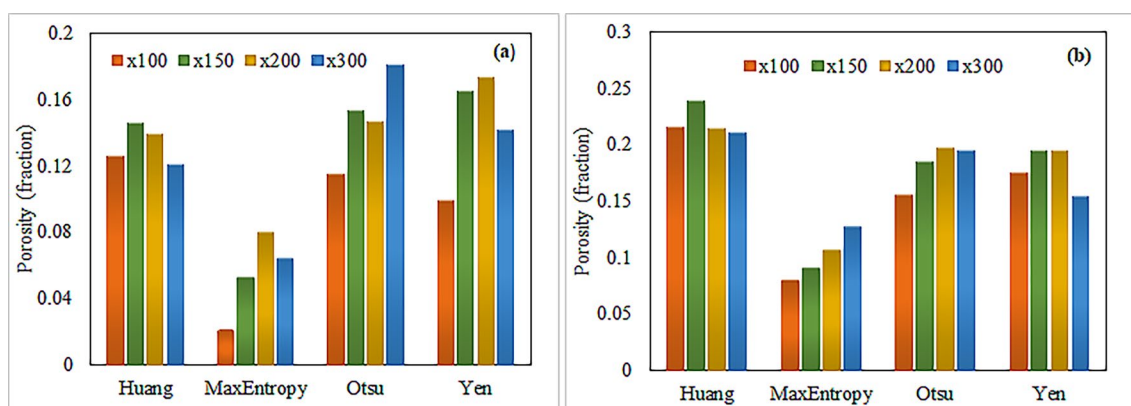 0.2
(a)
x100 x150 x200 x300
0.16
0.12
0.08
0.04
0
Porosity (fraction)
Huang MaxEntropy Otsu Yen
0.3
(b)
x100 x150 x200 x300
0.25
0.2
0.15
0.1
0.05
0
Porosity (fraction)
Huang MaxEntropy Otsu Yen